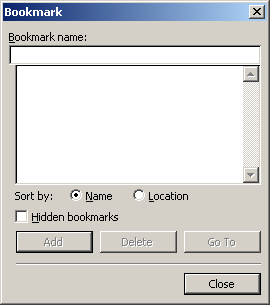 Bookmark
Bookmark name:
Sort by: Name Location
Hidden bookmarks
Add Delete Go To
Close